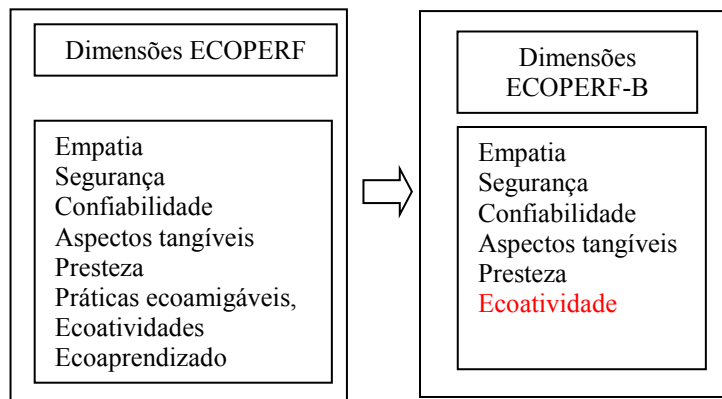 Dimensões ECOPERF
Empatia
Segurança
Confiabilidade
Aspectos tangíveis
Presteza
Práticas ecoamigáveis,
Ecoatividades
Ecoaprendizado
Dimensões
ECOPERF-B
Empatia
Segurança
Confiabilidade
Aspectos tangíveis
Presteza
Ecoatividade